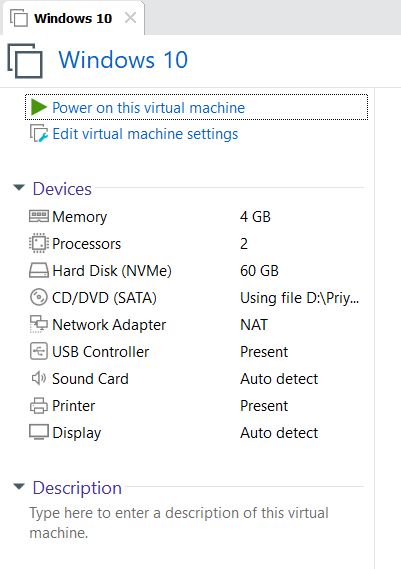 Windows 10
Windows 10
Power on this virtual machine
Edit virtual machine settings
Devices
Memory 4 GB
Processors 2
Hard Disk (NVMe) 60 GB
CD/DVD (SATA) Using file D:\Priy...
Network Adapter NAT
USB Controller Present
Sound Card Auto detect
Printer Present
Display Auto detect
Description
Type here to enter a description of this virtual
machine.